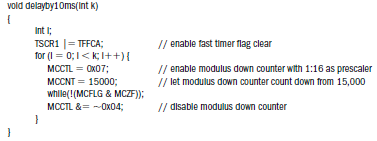 void delayby10ms(int k)
{
int i;
TSCR1 |= TFFCA; // enable fast timer flag clear
for (i = 0; i < k; i++) {
MCCTL = 0x07; // enable modulus down counter with 1:16 as prescaler
MCCNT = 15000; // let modulus down counter count down from 15,000
while(!(MCFLG & MCZF));
MCCTL &= ~0x04; // disable modulus down counter
}
}